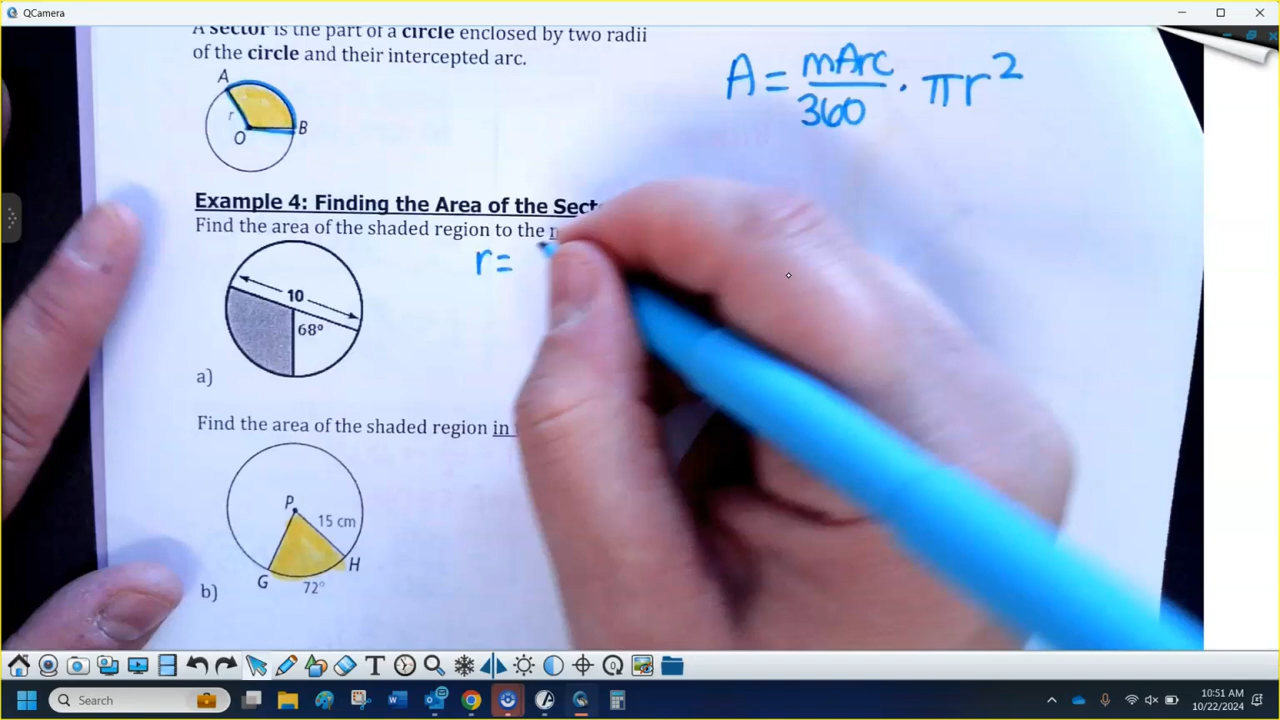 QCamera
A sector is the part of a circle enclosed by two radii
of the circle and their intercepted arc.
A
r
O
B
A = mArc/360 · πr²
Example 4: Finding the Area of the Sect
Find the area of the shaded region to the
r=
10
68°
a)
Find the area of the shaded region in
P
15 cm
H
G
72°
b)
Search
10:51 AM
10/22/2024